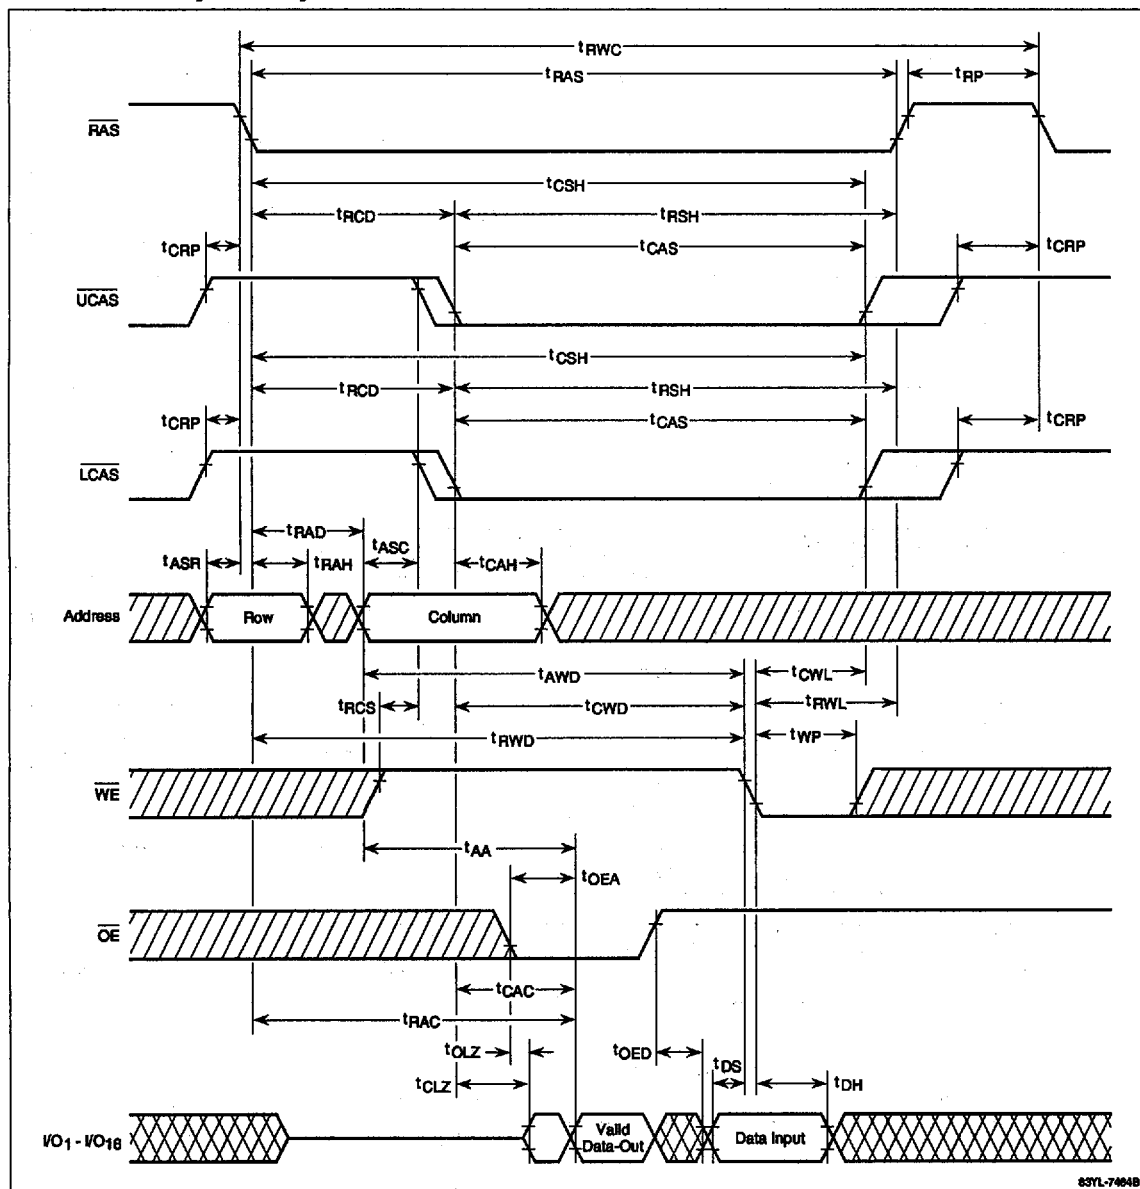 tRWC
tRAS
tRP
RAS
tCSH
tRCD
tRSH
tCRP
tCAS
tCRP
UCAS
tCSH
tRCD
tRSH
tCRP
tCAS
tCRP
LCAS
tRAD
tASC
tASR
tRAH
tCAH
Address
Row
Column
tAWD
tCWL
tRCS
tCWD
tRWL
tRWD
tWP
WE
tAA
tOEA
OE
tCAC
tRAC
tOLZ
tOED
tDS
tCLZ
tDH
I/O1 - I/O16
Valid
Data-Out
Data Input
83YL-7464B